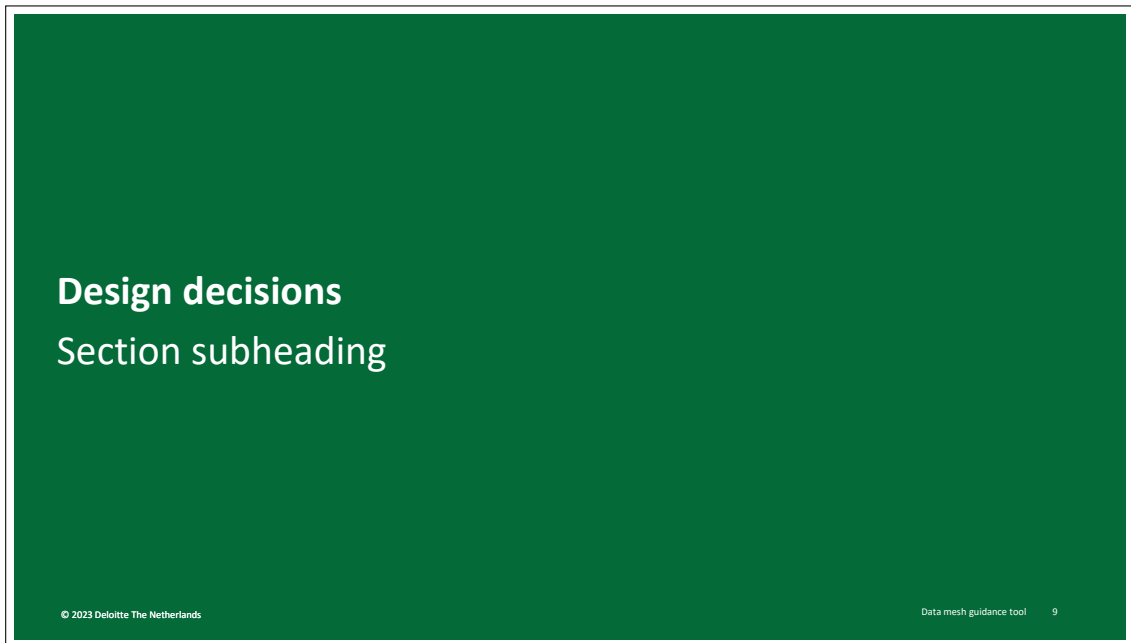 Design decisions
Section subheading
© 2023 Deloitte The Netherlands
Data mesh guidance tool 9